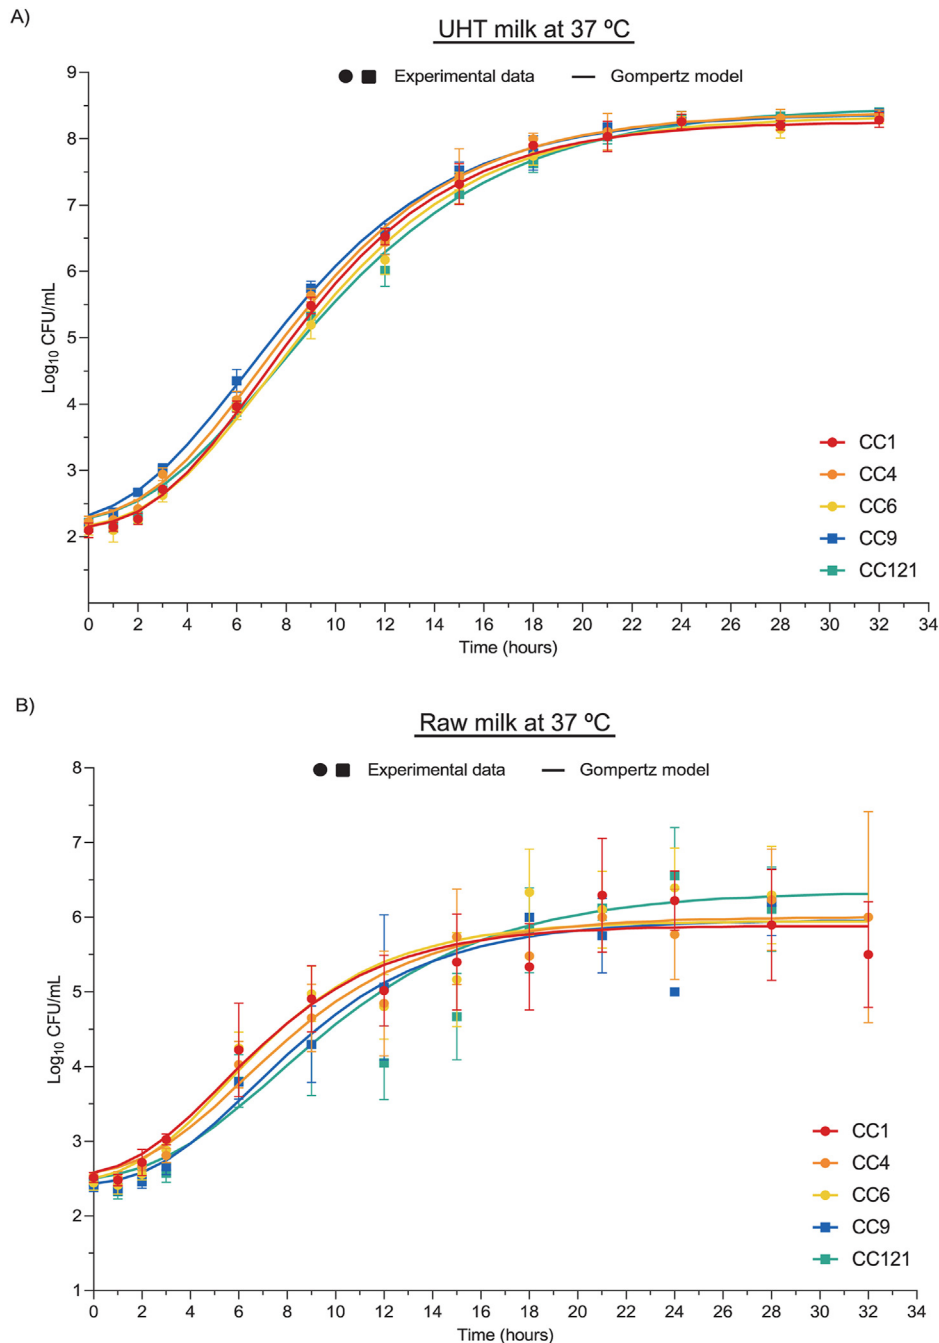 A)
UHT milk at 37 ºC
Experimental data
Gompertz model
9
8
7
6
5
4
3
2
Log10 CFU/mL
CC1
CC4
CC6
CC9
CC121
0 2 4 6 8 10 12 14 16 18 20 22 24 26 28 30 32 34
Time (hours)
B)
Raw milk at 37 ºC
Experimental data
Gompertz model
8
7
6
5
4
3
2
1
Log10 CFU/mL
CC1
CC4
CC6
CC9
CC121
0 2 4 6 8 10 12 14 16 18 20 22 24 26 28 30 32 34
Time (hours)